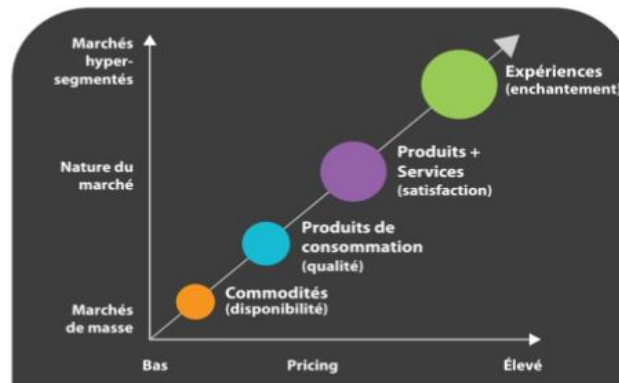 Marchés
hyper-
segmentés
Expériences
(enchantement)
Nature du
marché
Produits +
Services
(satisfaction)
Produits de
consommation
(qualité)
Commodités
(disponibilité)
Marchés
de masse
Bas
Pricing
Élevé